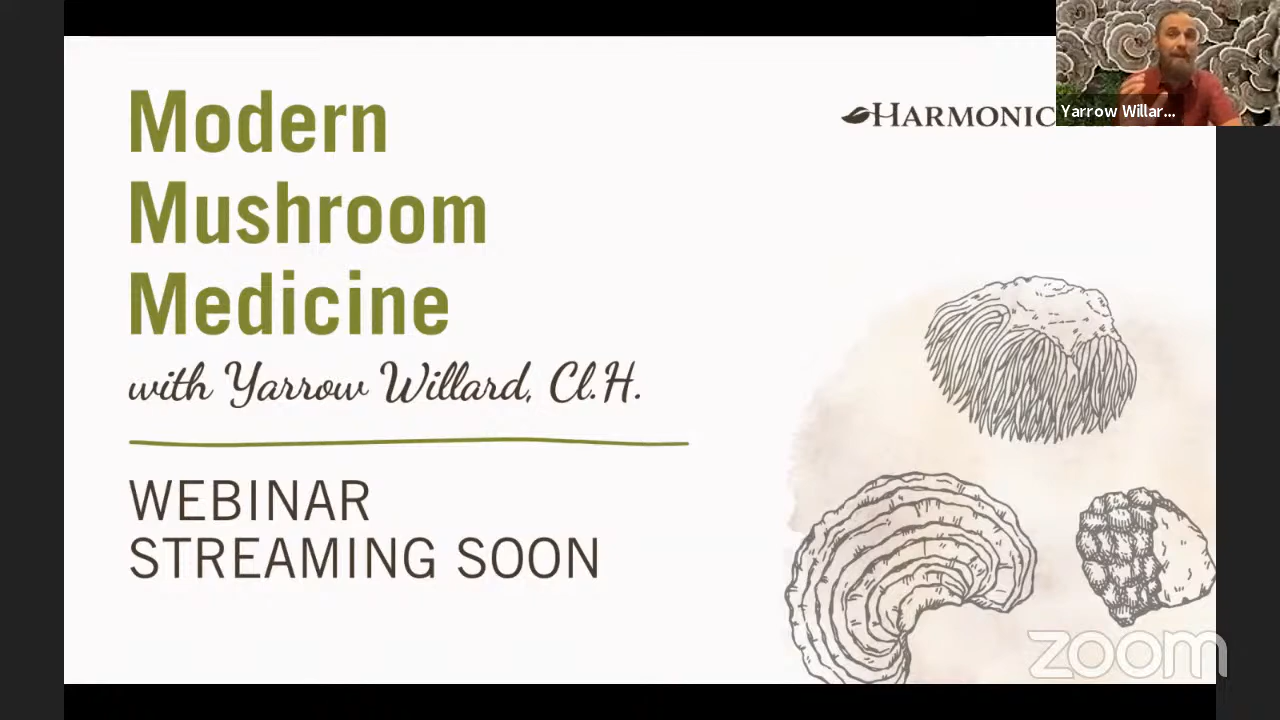 Modern
Mushroom
Medicine
with Yarrow Willard, Cl.H.
WEBINAR
STREAMING SOON
HARMONIC
Yarrow Willar...
zoom